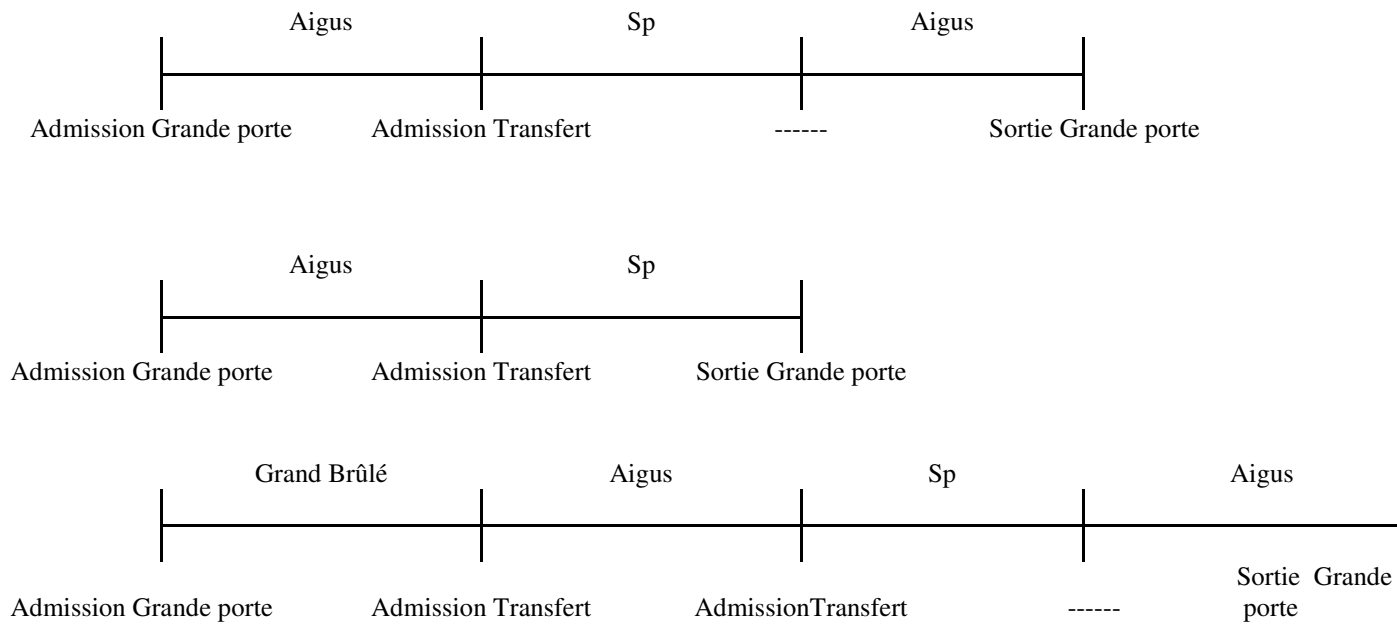 Aigus Sp Aigus
Admission Grande porte Admission Transfert ------ Sortie Grande porte
Aigus Sp
Admission Grande porte Admission Transfert Sortie Grande porte
Grand Brûlé Aigus Sp Aigus
Sortie Grande
Admission Grande porte Admission Transfert AdmissionTransfert ------ porte